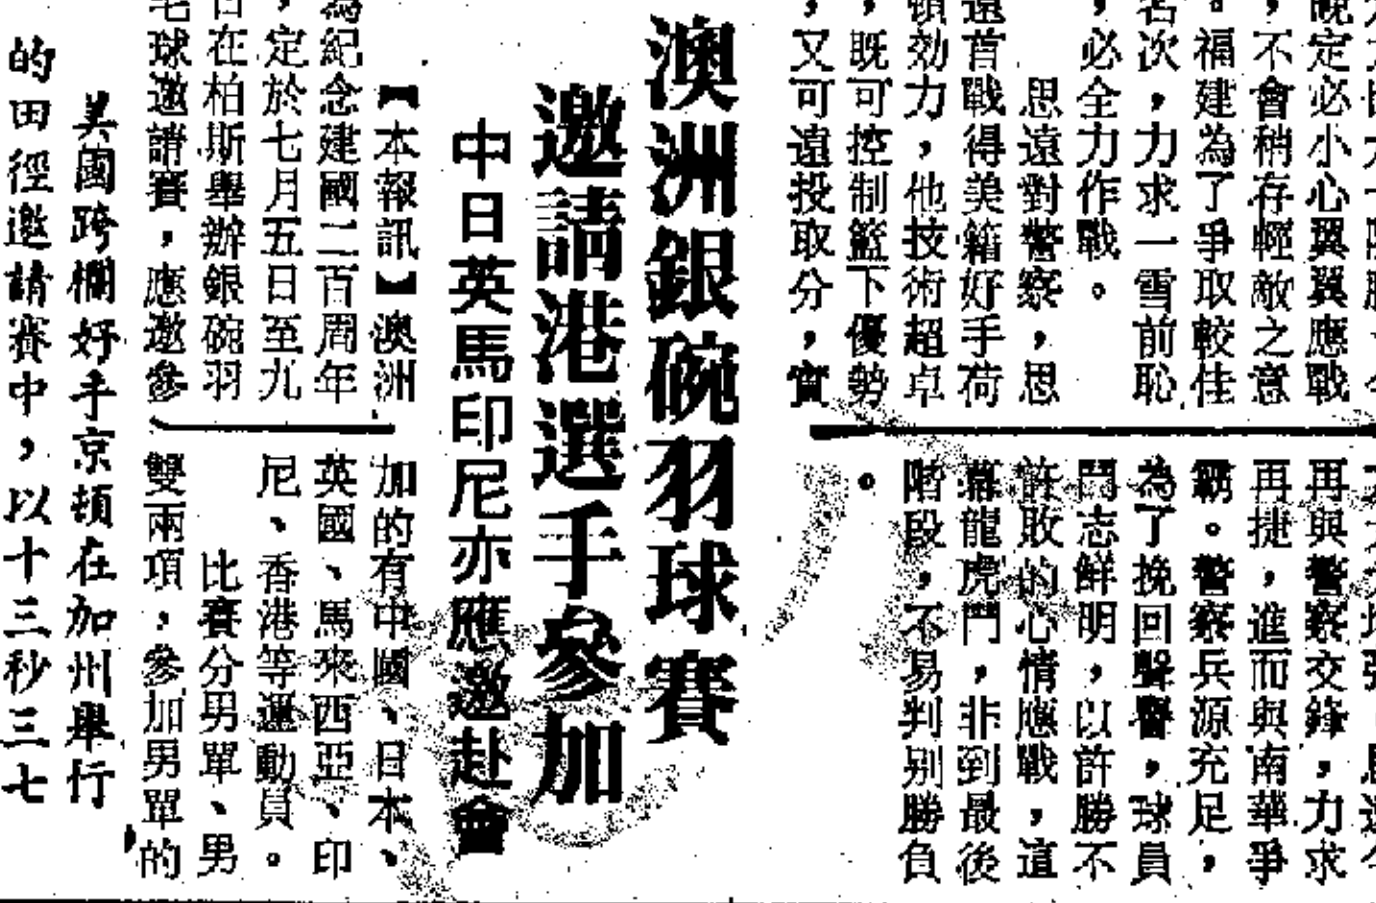 晚定必小心翼翼應戰
，不會稍存輕敵之意
。福建為了爭取較佳
名次，力求一雪前恥
，必全力作戰。
思遠對警察，思
遠首戰得美籍好手荷
頓効力，他技術超卓
，既可控制籃下優勢
，又可遠投取分，實
再與警察交鋒，力求
再捷，進而與南華爭
霸。警察兵源充足，
為了挽回聲譽，球員
鬥志鮮明，以許勝不
許敗的心情應戰，這
幕龍虎鬥，非到最後
階段，不易判別勝負
。
澳洲銀碗羽球賽
邀請港選手參加
中日英馬印尼亦應邀赴會
【本報訊】澳洲
為紀念建國二百周年
，定於七月五日至九
日在柏斯舉辦銀碗羽
毛球邀請賽，應邀參
加的有中國、日本、
英國、馬來西亞、印
尼、香港等運動員。
比賽分男單、男
雙兩項，參加男單的
美國跨欄好手京頓在加州舉行
的田徑邀請賽中，以十三秒三七